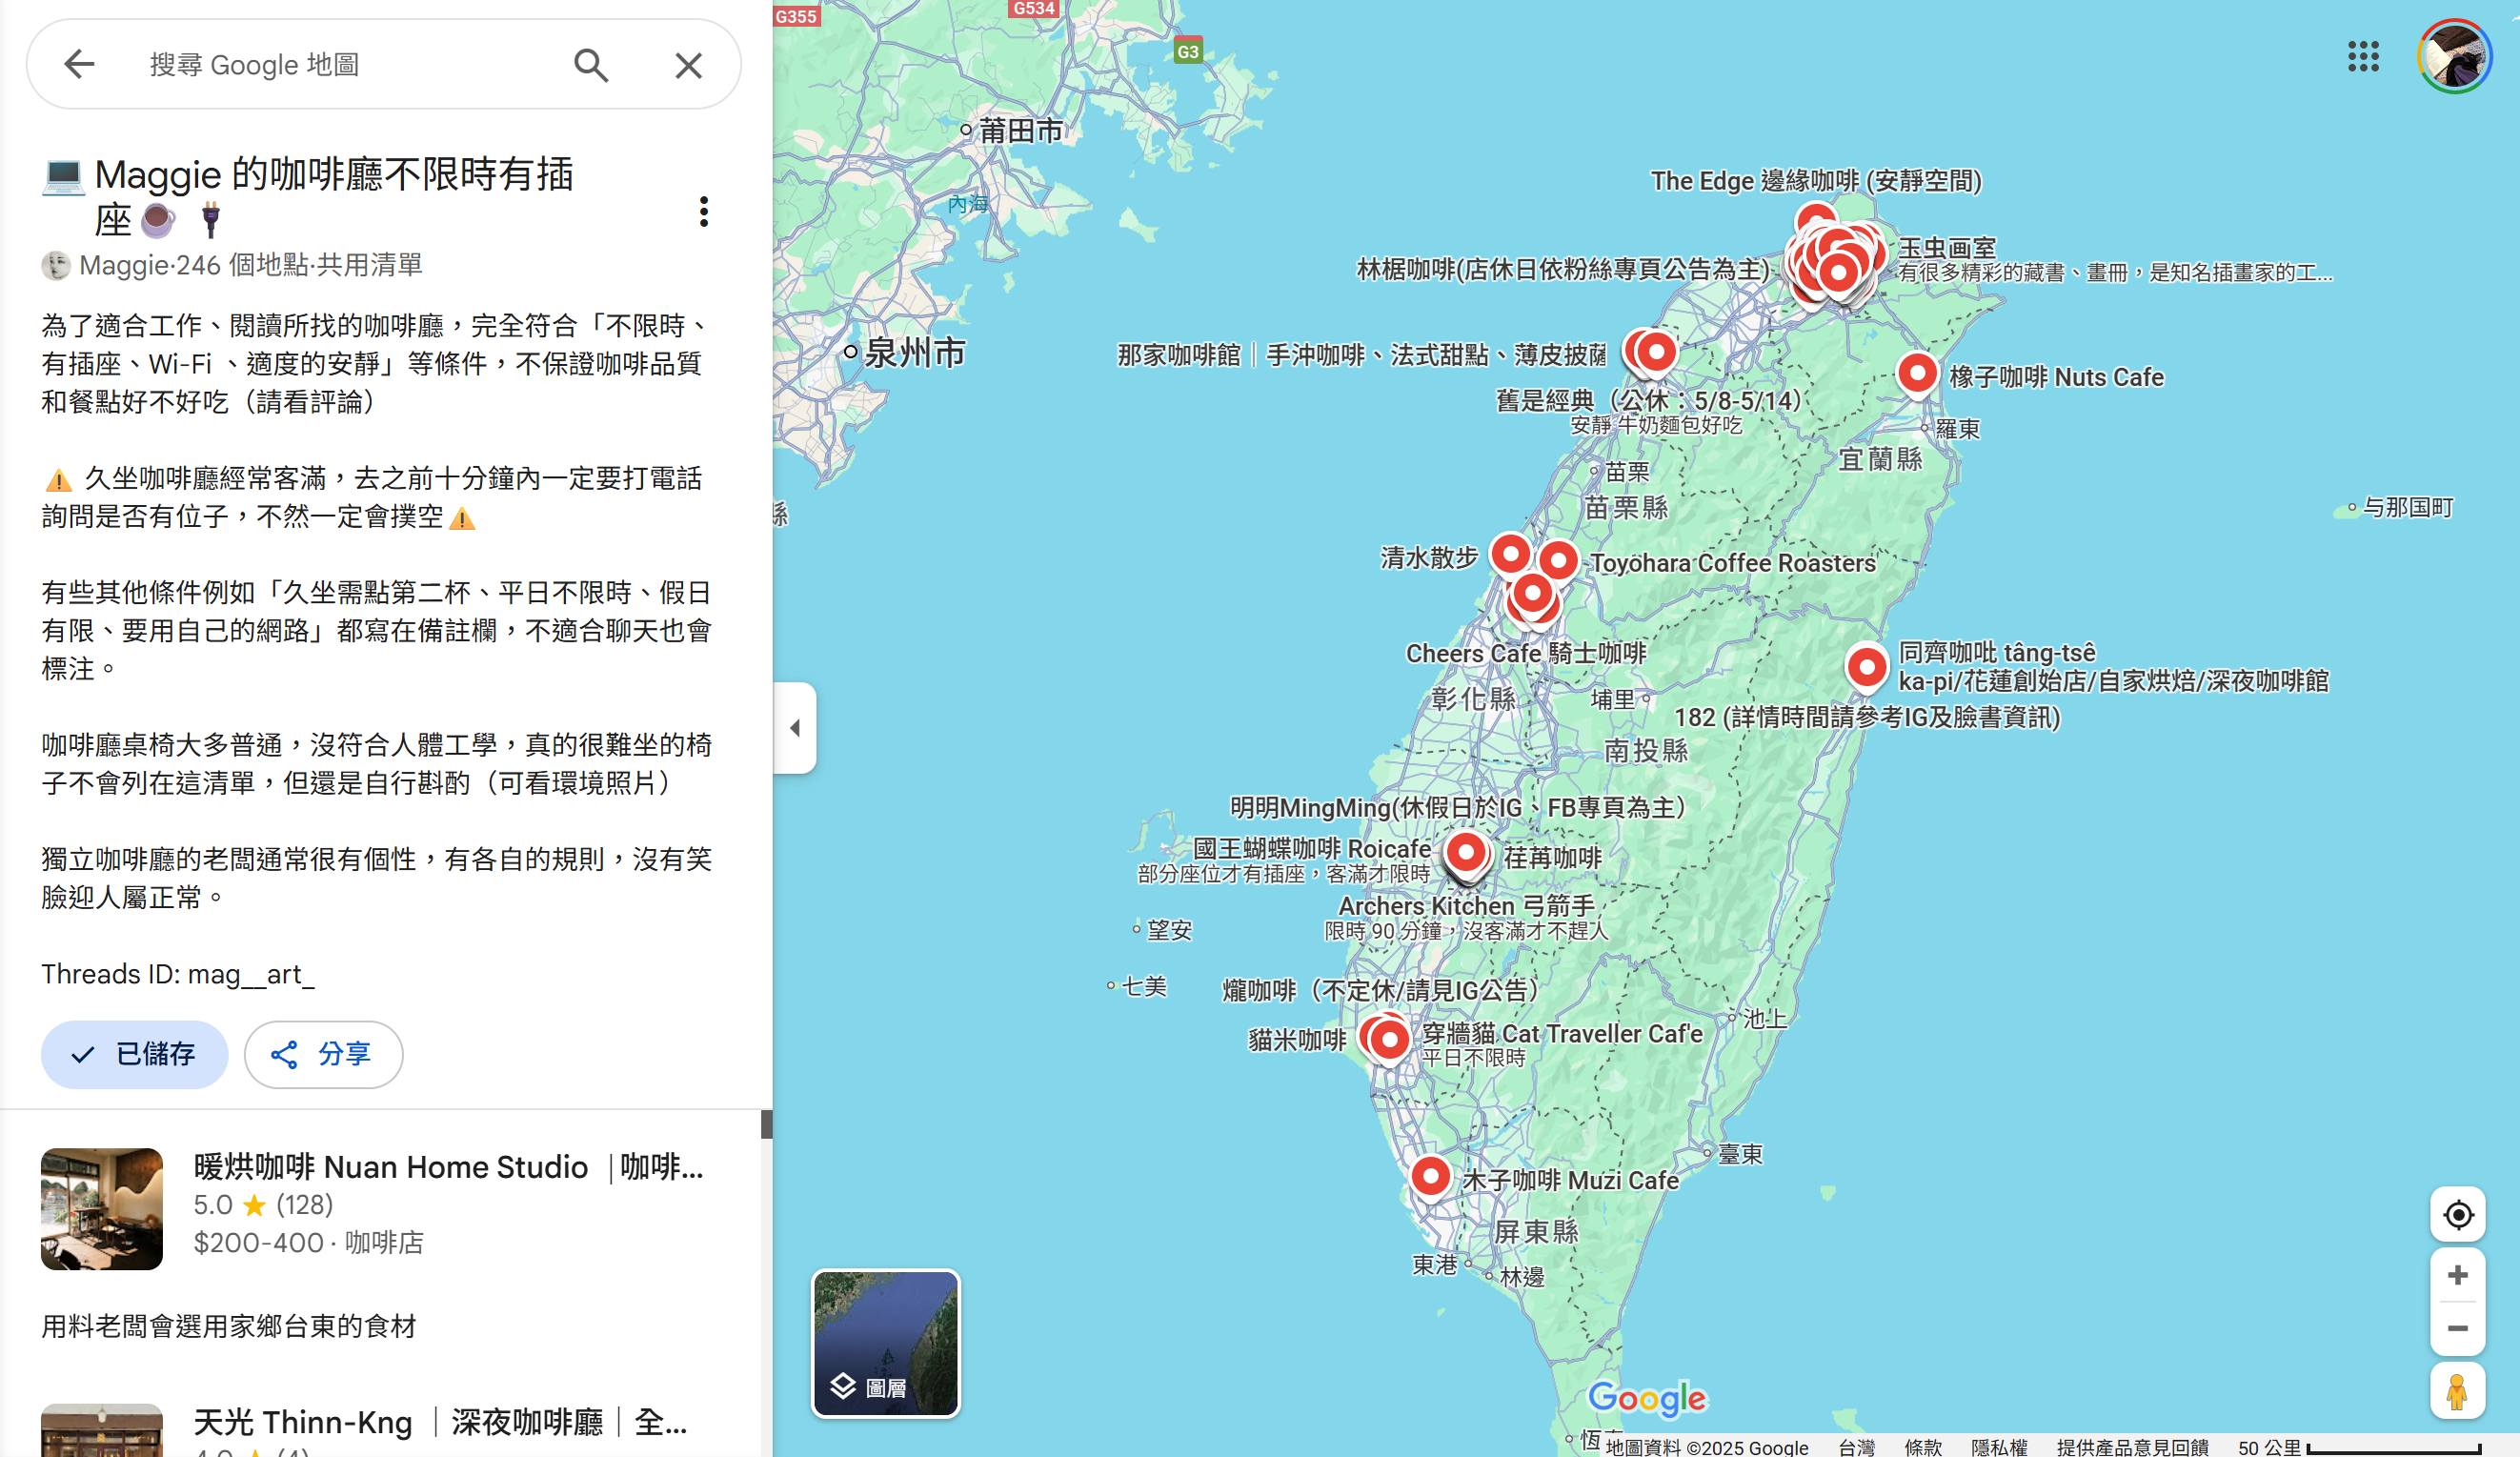 搜尋 Google 地圖
Maggie 的咖啡廳不限時有插
座
Maggie·246 個地點·共用清單
為了適合工作、閱讀所找的咖啡廳，完全符合「不限時、
有插座、Wi-Fi 、適度的安靜」等條件，不保證咖啡品質
和餐點好不好吃（請看評論）
⚠️ 久坐咖啡廳經常客滿，去之前十分鐘內一定要打電話
詢問是否有位子，不然一定會撲空⚠️
有些其他條件例如「久坐需點第二杯、平日不限時、假日
有限、要用自己的網路」都寫在備註欄，不適合聊天也會
標注。
咖啡廳桌椅大多普通，沒符合人體工學，真的很難坐的椅
子不會列在這清單，但還是自行斟酌（可看環境照片）
獨立咖啡廳的老闆通常很有個性，有各自的規則，沒有笑
臉迎人屬正常。
Threads ID: mag__art_
已儲存
分享
暖烘咖啡 Nuan Home Studio ｜咖啡...
5.0 ★ (128)
$200-400 · 咖啡店
用料老闆會選用家鄉台東的食材
天光 Thinn-Kng ｜深夜咖啡廳｜全...
G355
G534
G3
莆田市
內海
泉州市
縣
The Edge 邊緣咖啡 (安靜空間)
玉虫画室
有很多精彩的藏書、畫冊，是知名插畫家的工...
林椐咖啡(店休日依粉絲專頁公告為主)
那家咖啡館｜手沖咖啡、法式甜點、薄皮披薩
橡子咖啡 Nuts Cafe
舊是經典（公休：5/8-5/14）
安靜 牛奶麵包好吃
羅東
宜蘭縣
苗栗
苗栗縣
与那国町
清水散步
Toyohara Coffee Roasters
Cheers Cafe 騎士咖啡
同齊咖吡 tâng-tsê
ka-pi/花蓮創始店/自家烘焙/深夜咖啡館
彰化縣
埔里
182 (詳情時間請參考IG及臉書資訊)
南投縣
明明MingMing(休假日於IG、FB專頁為主）
國王蝴蝶咖啡 Roicafe
部分座位才有插座，客滿才限時
荏苒咖啡
Archers Kitchen 弓箭手
限時 90 分鐘，沒客滿才不趕人
望安
七美
爖咖啡（不定休/請見IG公告）
池上
貓米咖啡
穿牆貓 Cat Traveller Caf'e
平日不限時
臺東
木子咖啡 Muzi Cafe
屏東縣
東港
林邊
圖層
Google
地圖資料 ©2025 Google
台灣
條款
隱私權
提供產品意見回饋
50 公里